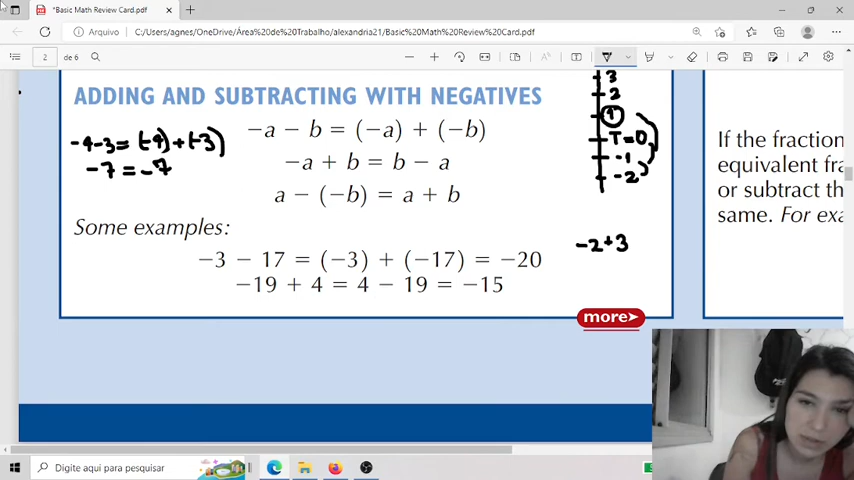 *Basic Math Review Card.pdf
Arquivo
C:/Users/agnes/OneDrive/Área%20de%20Trabalho/alexandria21/Basic%20Math%20Review%20Card.pdf
2
de 6
ADDING AND SUBTRACTING WITH NEGATIVES
-4-3=(-4)+(-3)
-7=-7
−a − b = (−a) + (−b)
−a + b = b − a
a − (−b) = a + b
Some examples:
−3 − 17 = (−3) + (−17) = −20
−19 + 4 = 4 − 19 = −15
3
2
1
T=0
-1
-2
-2+3
more
If the fraction
equivalent fra
or subtract th
same. For exa
Digite aqui para pesquisar